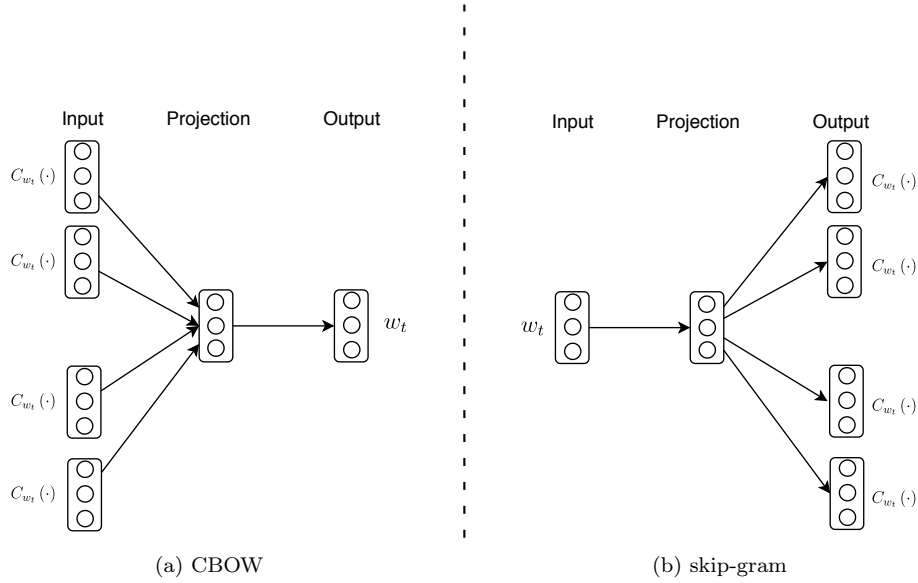 Input Projection Output
C_{w_t}(·)
C_{w_t}(·)
w_t
C_{w_t}(·)
C_{w_t}(·)
(a) CBOW
Input Projection Output
C_{w_t}(·)
C_{w_t}(·)
w_t
C_{w_t}(·)
C_{w_t}(·)
(b) skip-gram